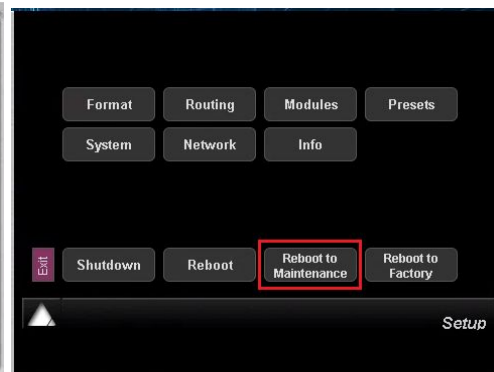 Format Routing Modules Presets
System Network Info
Exit Shutdown Reboot Reboot to Maintenance Reboot to Factory
Setup